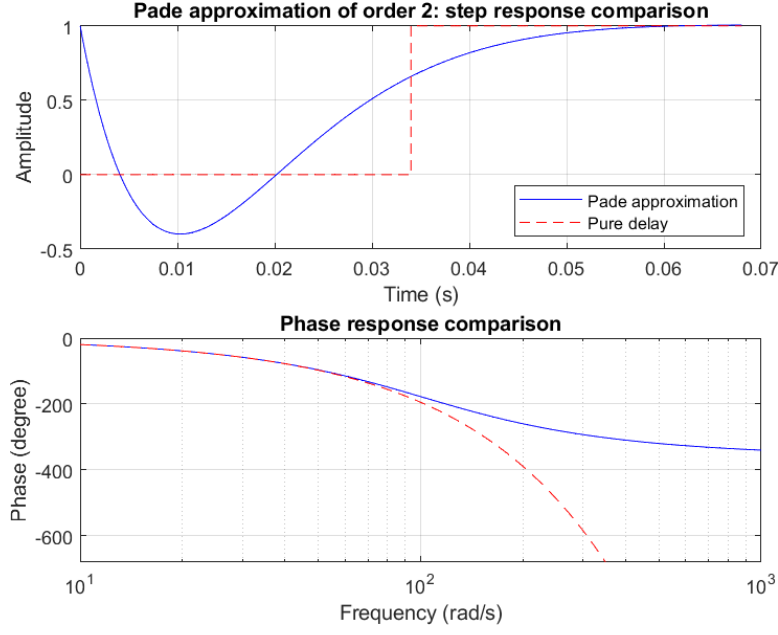 Pade approximation of order 2: step response comparison
1
0.5
0
-0.5
Amplitude
Pade approximation
Pure delay
0 0.01 0.02 0.03 0.04 0.05 0.06 0.07
Time (s)
Phase response comparison
0
-200
-400
-600
Phase (degree)
10^1 10^2 10^3
Frequency (rad/s)